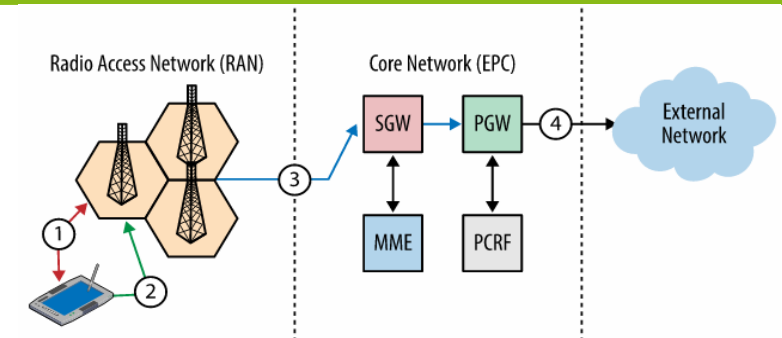 Radio Access Network (RAN)
Core Network (EPC)
SGW
PGW
4
External
Network
3
1
MME
PCRF
2